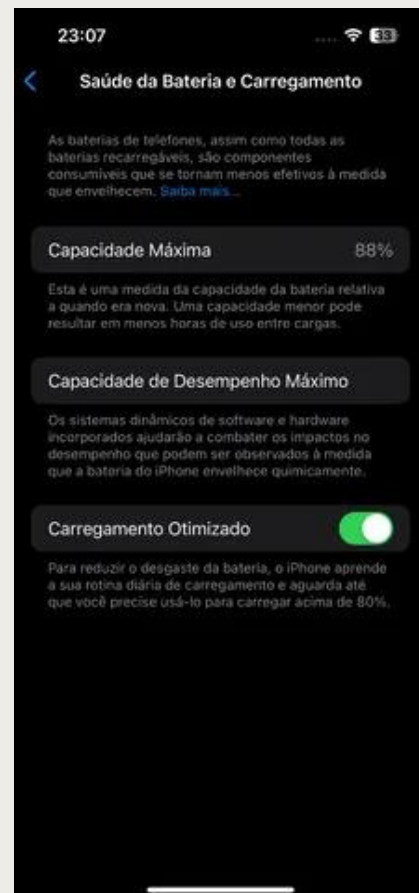 23:07
33
Saúde da Bateria e Carregamento
As baterias de telefones, assim como todas as
baterias recarregáveis, são componentes
consumíveis que se tornam menos efetivos à medida
que envelhecem. Saiba mais...
Capacidade Máxima 88%
Esta é uma medida da capacidade da bateria relativa
a quando era nova. Uma capacidade menor pode
resultar em menos horas de uso entre cargas.
Capacidade de Desempenho Máximo
Os sistemas dinâmicos de software e hardware
incorporados ajudarão a combater os impactos no
desempenho que podem ser observados à medida
que a bateria do iPhone envelhece quimicamente.
Carregamento Otimizado
Para reduzir o desgaste da bateria, o iPhone aprende
a sua rotina diária de carregamento e aguarda até
que você precise usá-lo para carregar acima de 80%.